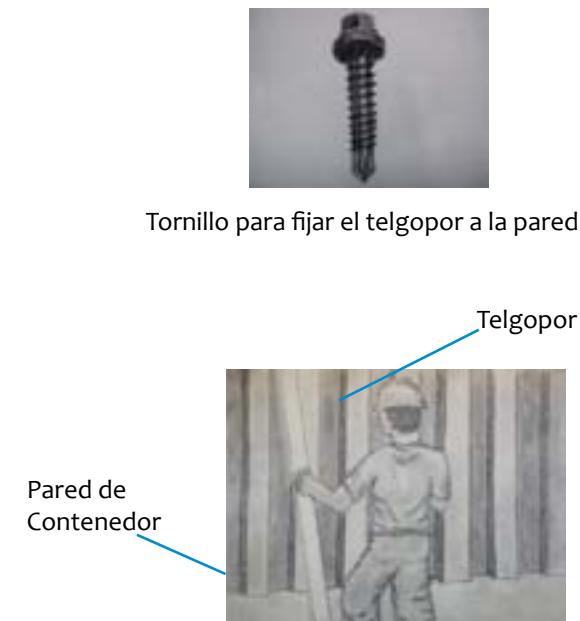 Tornillo para fijar el telgopor a la pared
Telgopor
Pared de
Contenedor